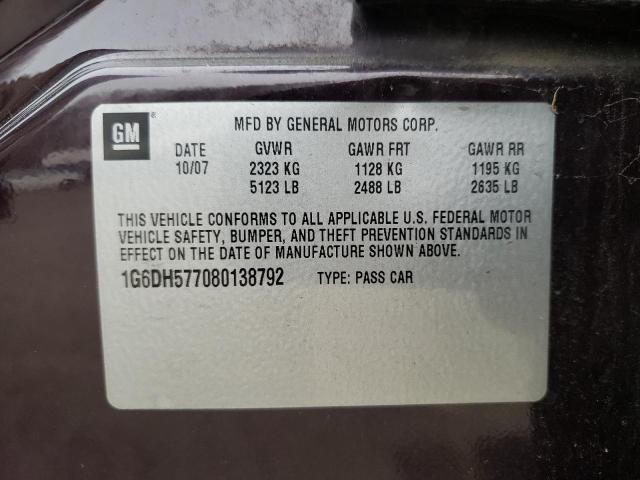 GM ® MFD BY GENERAL MOTORS CORP.
DATE GVWR GAWR FRT GAWR RR
10/07 2323 KG 1128 KG 1195 KG
5123 LB 2488 LB 2635 LB
THIS VEHICLE CONFORMS TO ALL APPLICABLE U.S. FEDERAL MOTOR
VEHICLE SAFETY, BUMPER, AND THEFT PREVENTION STANDARDS IN
EFFECT ON THE DATE OF MANUFACTURE SHOWN ABOVE.
1G6DH577080138792 TYPE: PASS CAR